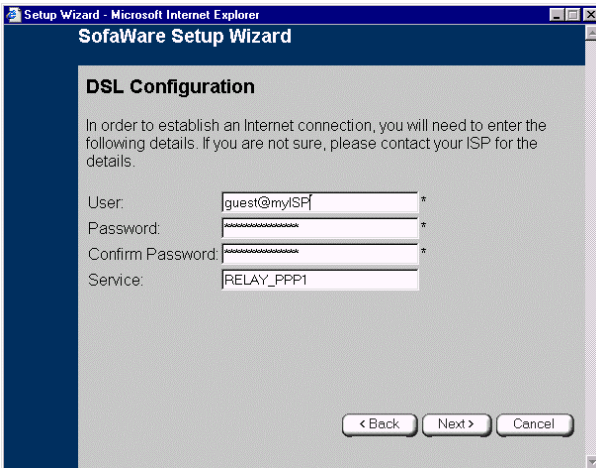 Setup Wizard - Microsoft Internet Explorer
SofaWare Setup Wizard
DSL Configuration
In order to establish an Internet connection, you will need to enter the
following details. If you are not sure, please contact your ISP for the
details.
User: guest@myISP *
Password: ************** *
Confirm Password: ************** *
Service: RELAY_PPP1
< Back Next > Cancel